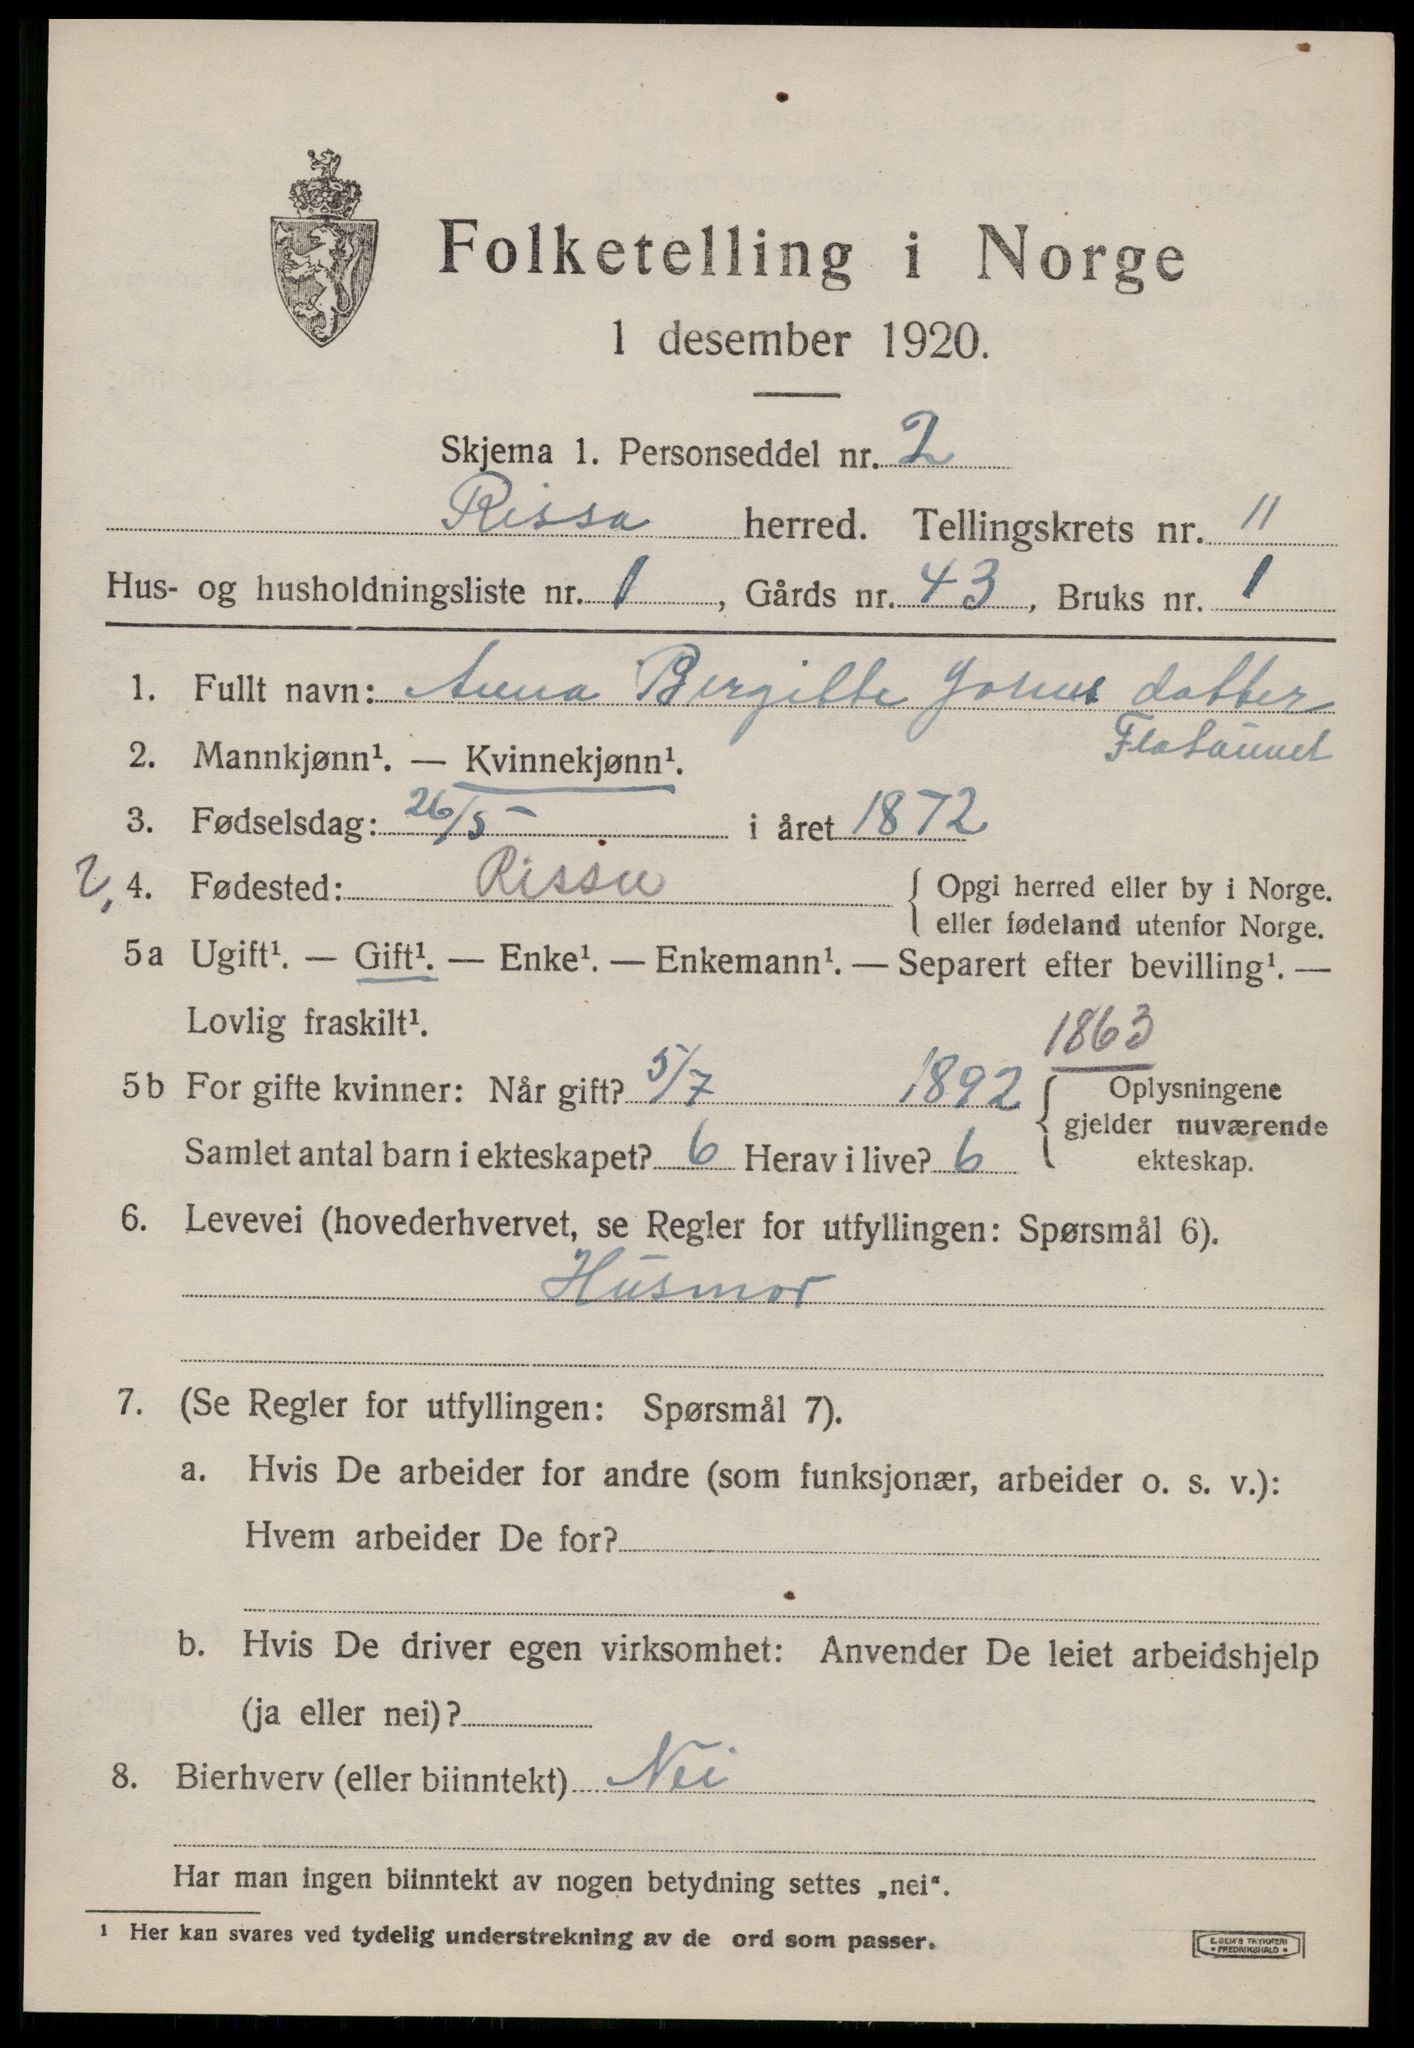 Folketelling i Norge
1 desember 1920.
Skjema 1. Personseddel nr. 2
Rissa herred. Tellingskrets nr. 11
Hus- og husholdningsliste nr. 1, Gårds nr. 43, Bruks nr. 1
1. Fullt navn: Anna Bergitte datter
2. Mannkjønn¹. — Kvinnekjønn¹.
3. Fødselsdag: 26/5 - i året 1872
2, 4. Fødested: Rissa { Opgi herred eller by i Norge.
eller fødeland utenfor Norge.
5a Ugift¹. — Gift¹. — Enke¹. — Enkemann¹. — Separert efter bevilling¹. —
Lovlig fraskilt¹.
1863
5b For gifte kvinner: Når gift? 5/7 1892 { Oplysningene
gjelder nuværende
Samlet antal barn i ekteskapet? 6 Herav i live? 6
ekteskap.
6. Levevei (hovederhvervet, se Regler for utfyllingen: Spørsmål 6).
Husmor
7. (Se Regler for utfyllingen: Spørsmål 7).
a. Hvis De arbeider for andre (som funksjonær, arbeider o. s. v.):
Hvem arbeider De for?
b. Hvis De driver egen virksomhet: Anvender De leiet arbeidshjelp
(ja eller nei)?
8. Bierhverv (eller biinntekt) Nei
Har man ingen biinntekt av nogen betydning settes „nei“.
¹ Her kan svares ved tydelig understrekning av de ord som passer.
E. SEM'S TRYKKERI
• FREDRIKSHALD •